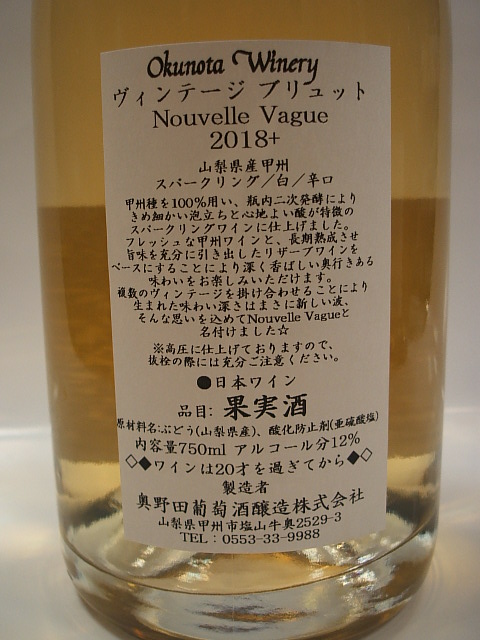 Okunota Winery
ヴィンテージ ブリュット
Nouvelle Vague
2018+
山梨県産甲州
スパークリング／白／辛口
甲州種を100%用い、瓶内二次発酵により
きめ細かい泡立ちと心地よい酸が特徴の
スパークリングワインに仕上げました。
フレッシュな甲州ワインと、長期熟成させ
旨味を充分に引き出したリザーブワインを
ベースにすることにより深く香ばしい奥行きある
味わいをお楽しみいただけます。
複数のヴィンテージを掛け合わせることにより
生まれた味わい深さはまさに新しい波、
そんな思いを込めてNouvelle Vagueと
名付けました☆
※高圧に仕上げておりますので、
抜栓の際には充分ご注意ください。
●日本ワイン
品目: 果実酒
原材料名:ぶどう(山梨県産)、酸化防止剤(亜硫酸塩)
内容量750ml アルコール分12%
◇◆ワインは20才を過ぎてから◆◇
製造者
奥野田葡萄酒醸造株式会社
山梨県甲州市塩山牛奥2529-3
TEL：0553-33-9988